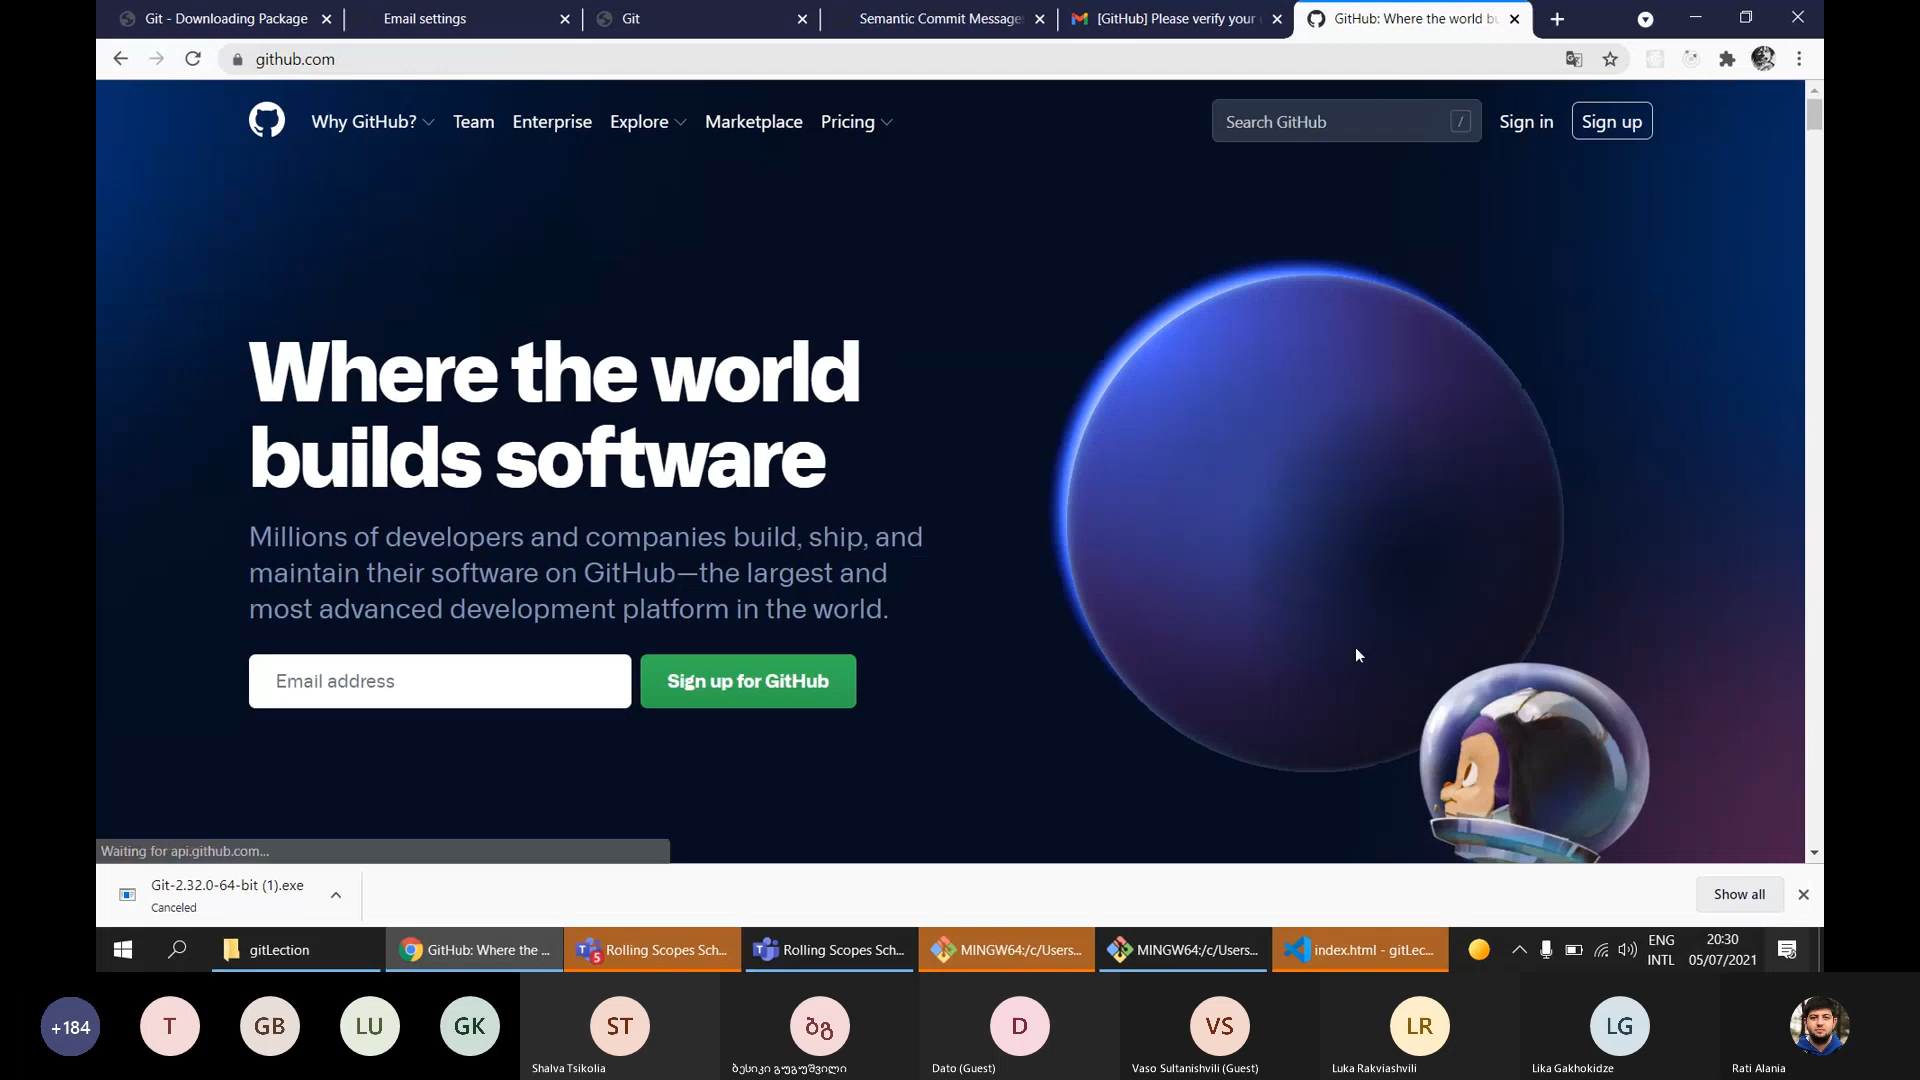 Git - Downloading Package
Email settings
Git
Semantic Commit Message
[GitHub] Please verify your
GitHub: Where the world bu
github.com
Why GitHub?
Team
Enterprise
Explore
Marketplace
Pricing
Search GitHub
/
Sign in
Sign up
Where the world
builds software
Millions of developers and companies build, ship, and
maintain their software on GitHub—the largest and
most advanced development platform in the world.
Email address
Sign up for GitHub
Waiting for api.github.com...
Git-2.32.0-64-bit (1).exe
Canceled
Show all
gitLection
GitHub: Where the ...
5
Rolling Scopes Sch...
Rolling Scopes Sch...
MINGW64:/c/Users...
MINGW64:/c/Users...
index.html - gitLec...
ENG
INTL
20:30
05/07/2021
+184
T
GB
LU
GK
ST
ბგ
D
VS
LR
LG
Shalva Tsikolia
ბესიკი გუგუშვილი
Dato (Guest)
Vaso Sultanishvili (Guest)
Luka Rakviashvili
Lika Gakhokidze
Rati Alania